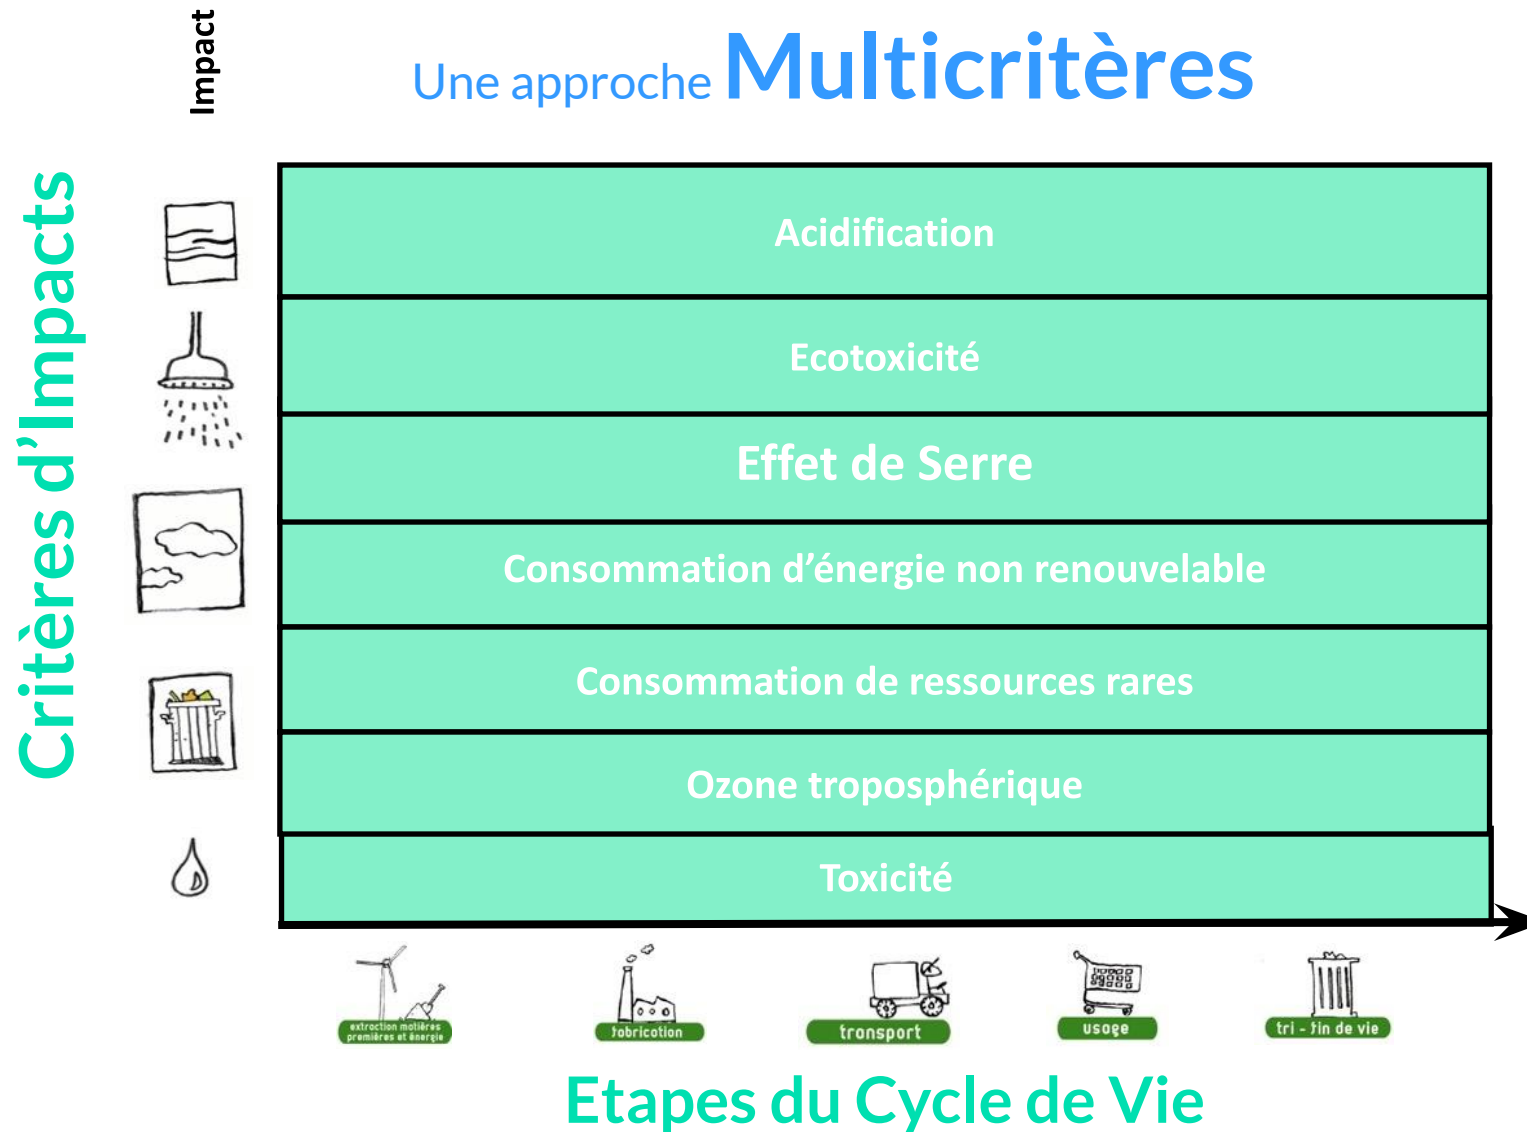 Impact
Une approche Multicritères
Critères d’Impacts
Acidification
Ecotoxicité
Effet de Serre
Consommation d’énergie non renouvelable
Consommation de ressources rares
Ozone troposphérique
Toxicité
extraction matières
premières et énergie
fabrication
transport
usage
tri - fin de vie
Etapes du Cycle de Vie